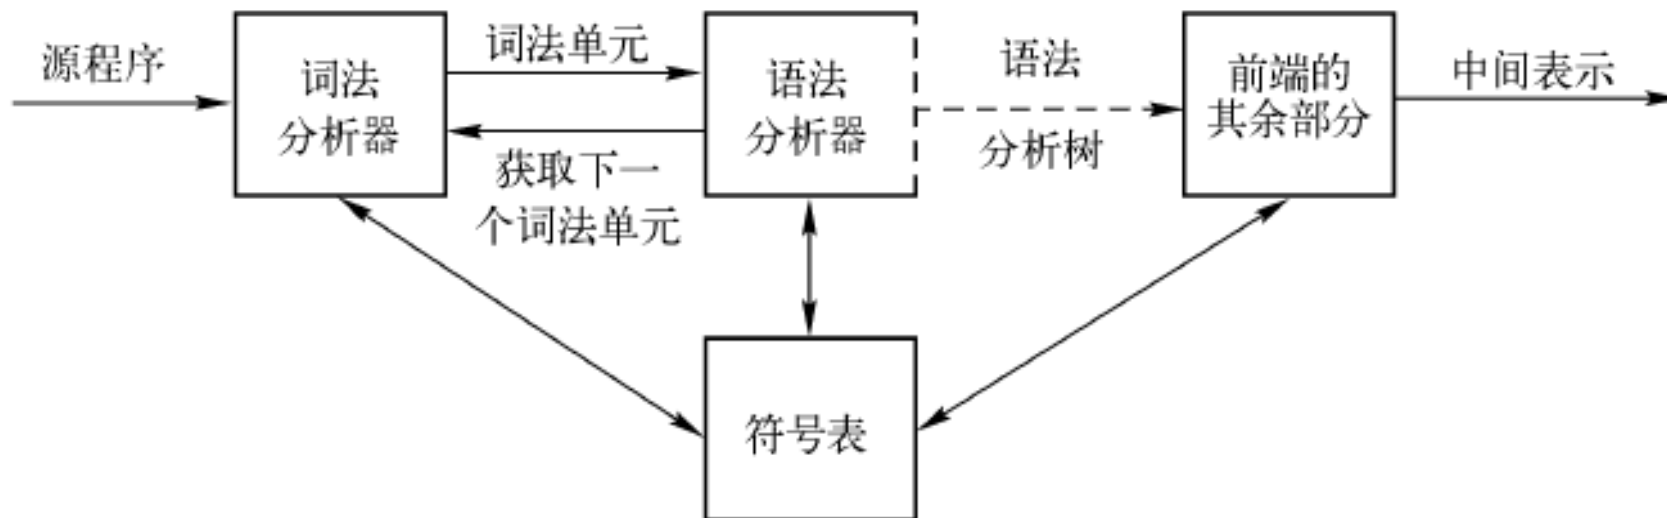 源程序
词法
分析器
词法单元
获取下一
个词法单元
语法
分析器
语法
分析树
前端的
其余部分
中间表示
符号表